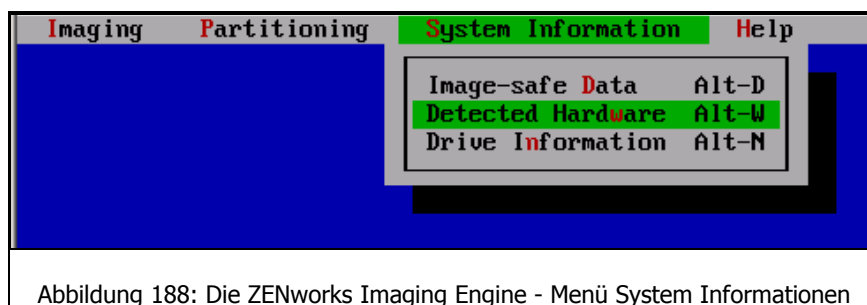 Imaging Partitioning System Information Help
Image-safe Data Alt-D
Detected Hardware Alt-W
Drive Information Alt-N
Abbildung 188: Die ZENworks Imaging Engine - Menü System Informationen